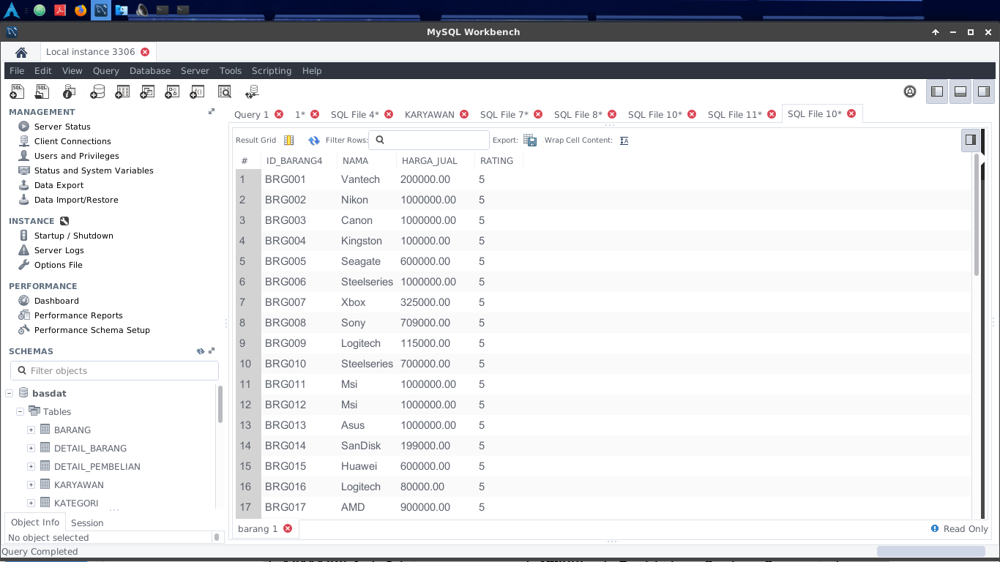 MySQL Workbench
Local instance 3306
File Edit View Query Database Server Tools Scripting Help
MANAGEMENT
Server Status
Client Connections
Users and Privileges
Status and System Variables
Data Export
Data Import/Restore
INSTANCE
Startup / Shutdown
Server Logs
Options File
PERFORMANCE
Dashboard
Performance Reports
Performance Schema Setup
SCHEMAS
Filter objects
basdat
Tables
BARANG
DETAIL_BARANG
DETAIL_PEMBELIAN
KARYAWAN
KATEGORI
Object Info Session
No object selected
Query 1 1* SQL File 4* KARYAWAN SQL File 7* SQL File 8* SQL File 10* SQL File 11* SQL File 10*
Result Grid Filter Rows: Export: Wrap Cell Content:
# ID_BARANG4 NAMA HARGA_JUAL RATING
1 BRG001 Vantech 200000.00 5
2 BRG002 Nikon 1000000.00 5
3 BRG003 Canon 1000000.00 5
4 BRG004 Kingston 100000.00 5
5 BRG005 Seagate 600000.00 5
6 BRG006 Steelseries 1000000.00 5
7 BRG007 Xbox 325000.00 5
8 BRG008 Sony 709000.00 5
9 BRG009 Logitech 115000.00 5
10 BRG010 Steelseries 700000.00 5
11 BRG011 Msi 1000000.00 5
12 BRG012 Msi 1000000.00 5
13 BRG013 Asus 1000000.00 5
14 BRG014 SanDisk 199000.00 5
15 BRG015 Huawei 600000.00 5
16 BRG016 Logitech 80000.00 5
17 BRG017 AMD 900000.00 5
barang 1 Read Only
Query Completed